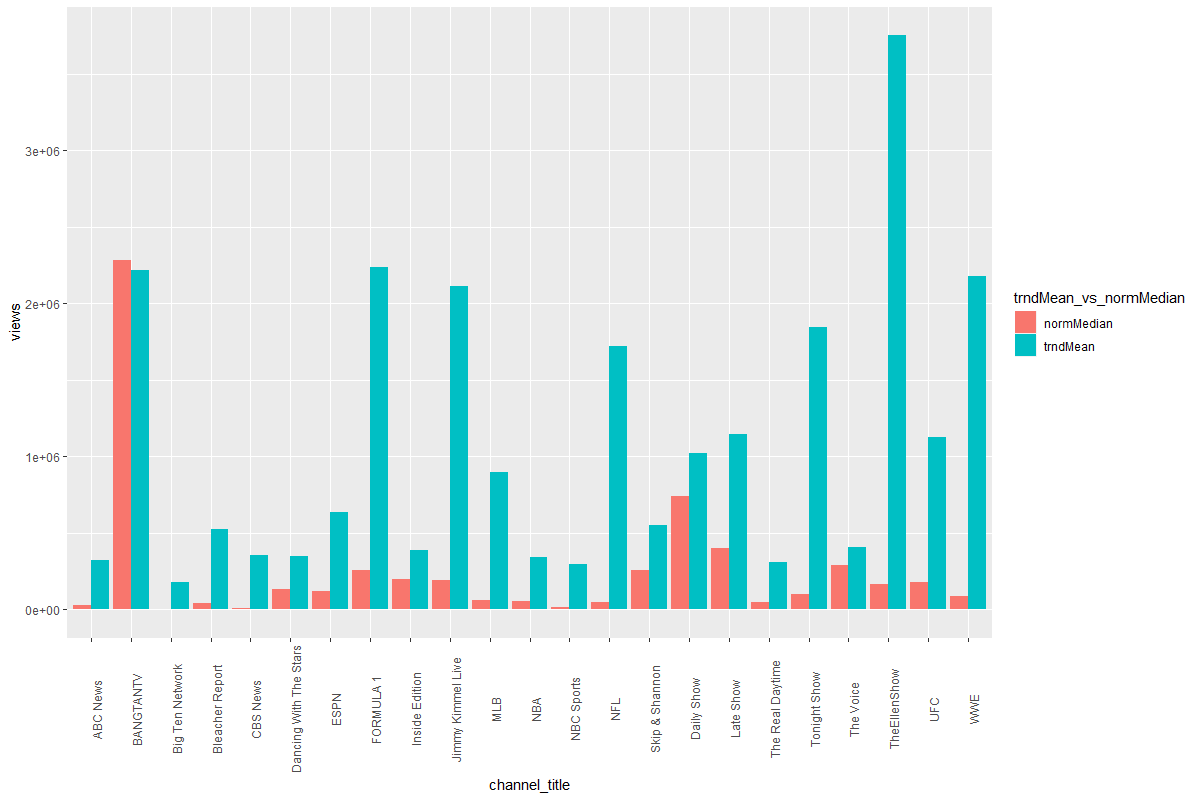 views
3e+06
2e+06
1e+06
0e+00
ABC News
BANGTANTV
Big Ten Network
Bleacher Report
CBS News
Dancing With The Stars
ESPN
FORMULA 1
Inside Edition
Jimmy Kimmel Live
MLB
NBA
NBC Sports
NFL
Skip & Shannon
Daily Show
Late Show
The Real Daytime
Tonight Show
The Voice
TheEllenShow
UFC
WWE
channel_title
trndMean_vs_normMedian
normMedian
trndMean